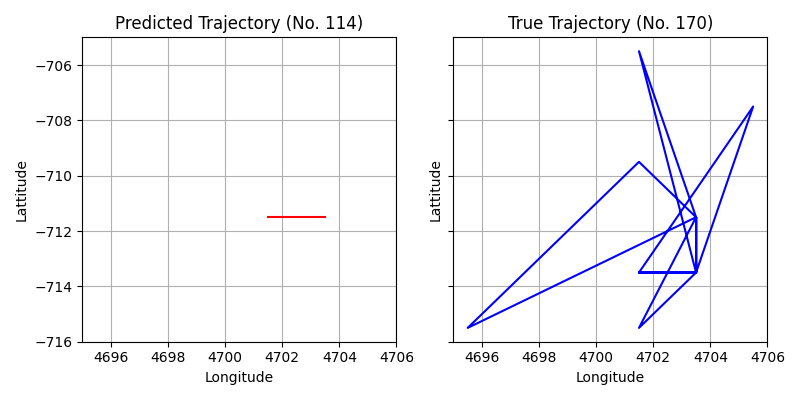 Predicted Trajectory (No. 114)
True Trajectory (No. 170)
Lattitude
−706
−708
−710
−712
−714
−716
4696 4698 4700 4702 4704 4706
Longitude
Lattitude
4696 4698 4700 4702 4704 4706
Longitude